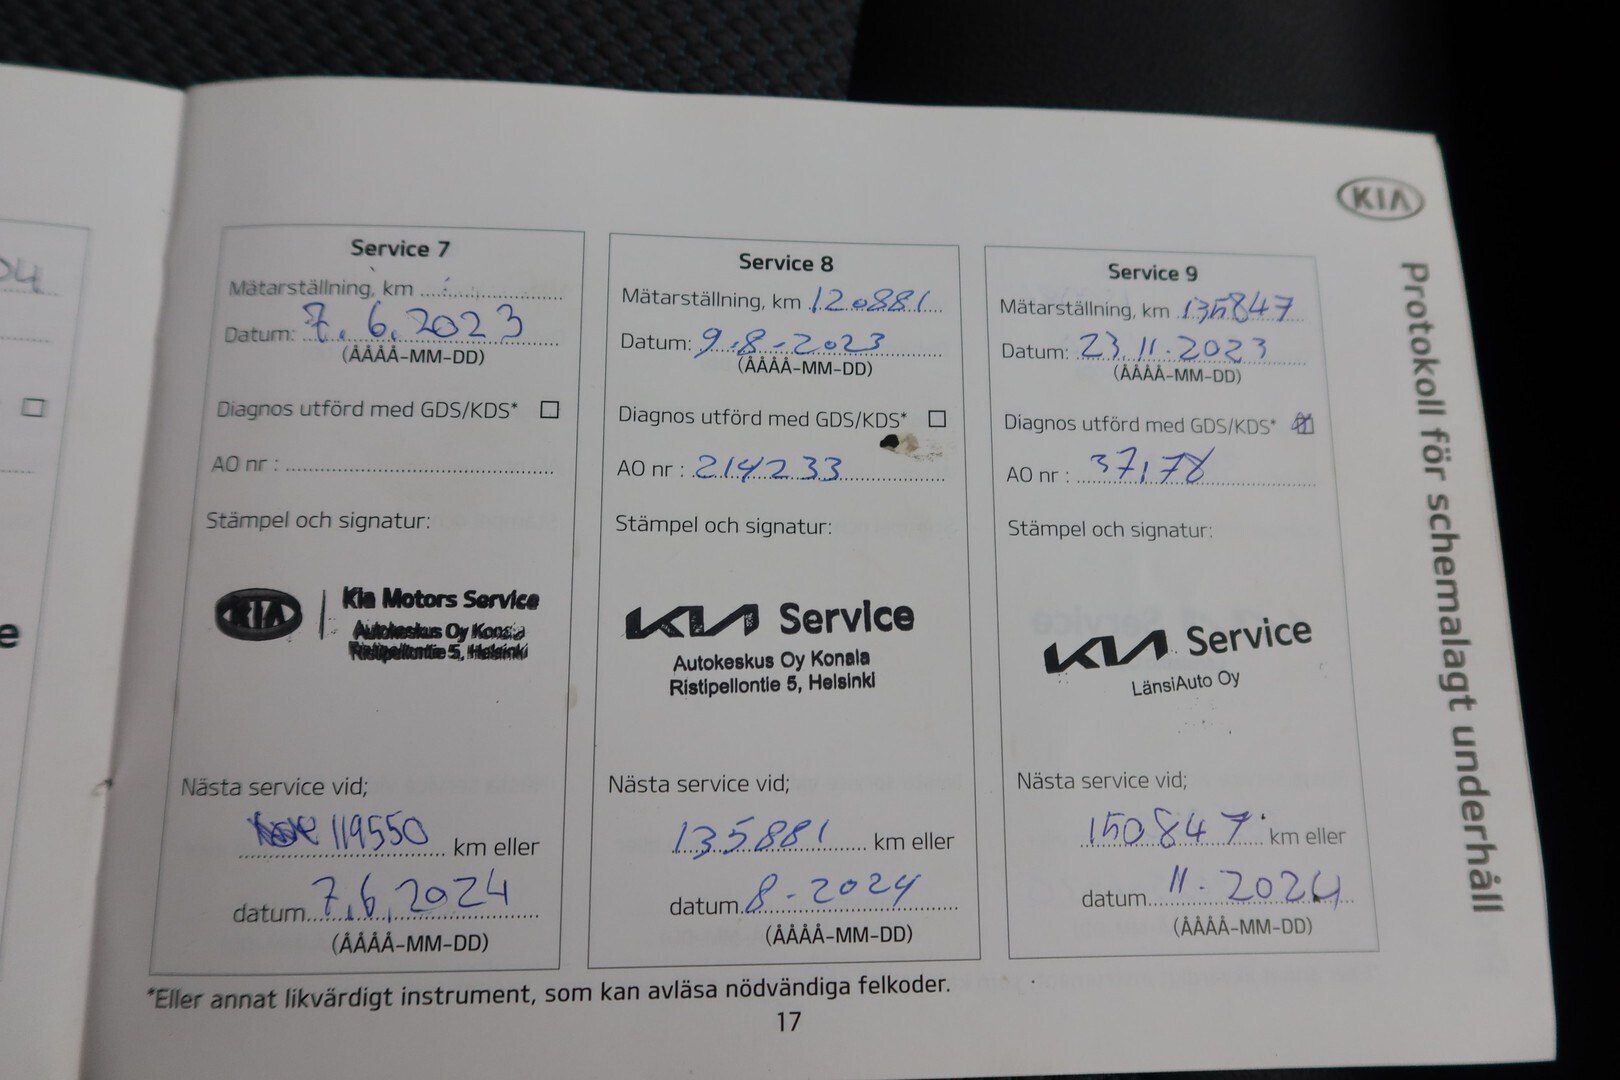 KIA
Protokoll för schemalagt underhåll
04
e
Service 7
Mätarställning, km
Datum: 7.6.2023
(ÅÅÅÅ-MM-DD)
Diagnos utförd med GDS/KDS*
AO nr :
Stämpel och signatur:
KIA | Kia Motors Service
Autokeskus Oy Konala
Ristipellontie 5, Helsinki
Nästa service vid;
119550 km eller
datum 7.6.2024
(ÅÅÅÅ-MM-DD)
Service 8
Mätarställning, km 120881
Datum: 9.8.2023
(ÅÅÅÅ-MM-DD)
Diagnos utförd med GDS/KDS*
AO nr : 214233
Stämpel och signatur:
KIA Service
Autokeskus Oy Konala
Ristipellontie 5, Helsinki
Nästa service vid;
135881 km eller
datum 8-2024
(ÅÅÅÅ-MM-DD)
Service 9
Mätarställning, km 135847
Datum: 23.11.2023
(ÅÅÅÅ-MM-DD)
Diagnos utförd med GDS/KDS*
AO nr : 37178
Stämpel och signatur:
KIA Service
LänsiAuto Oy
Nästa service vid;
150847 km eller
datum 11.2024
(ÅÅÅÅ-MM-DD)
*Eller annat likvärdigt instrument, som kan avläsa nödvändiga felkoder.
17